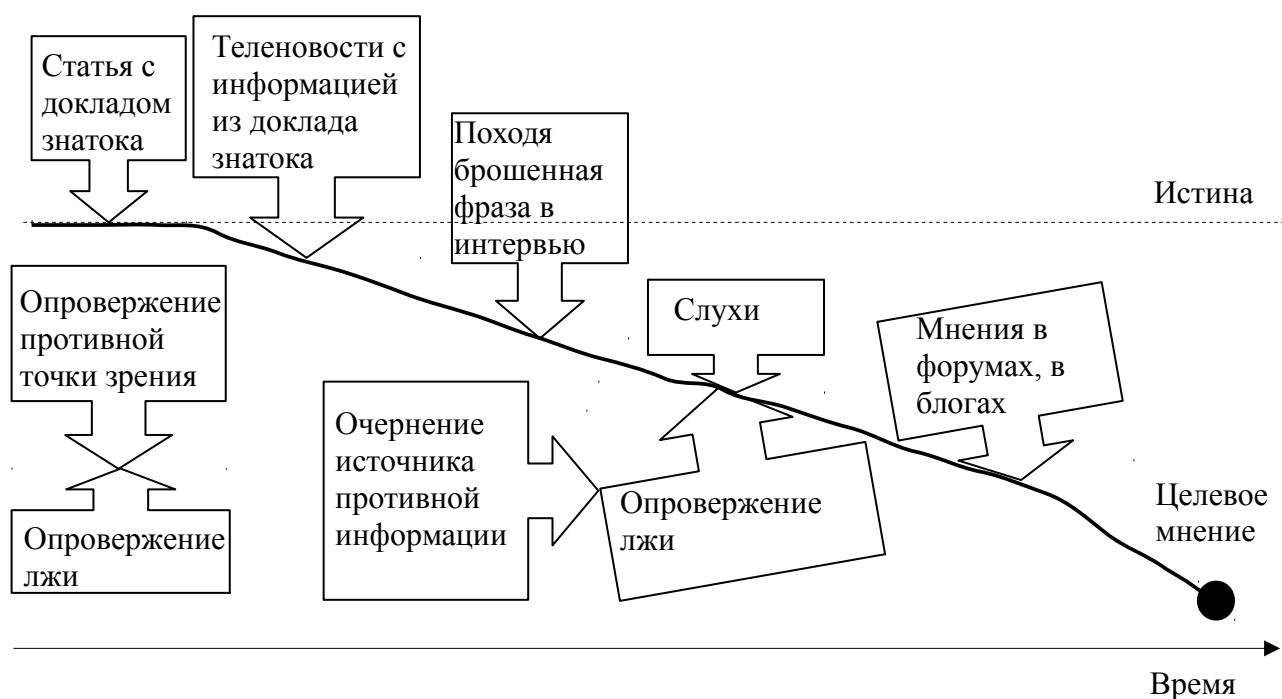 Статья с
докладом
знатока
Теленовости с
информацией
из доклада
знатока
Походя
брошенная
фраза в
интервью
Истина
Опровержение
противной
точки зрения
Слухи
Мнения в
форумах, в
блогах
Очернение
источника
противной
информации
Опровержение
лжи
Опровержение
лжи
Целевое
мнение
Время